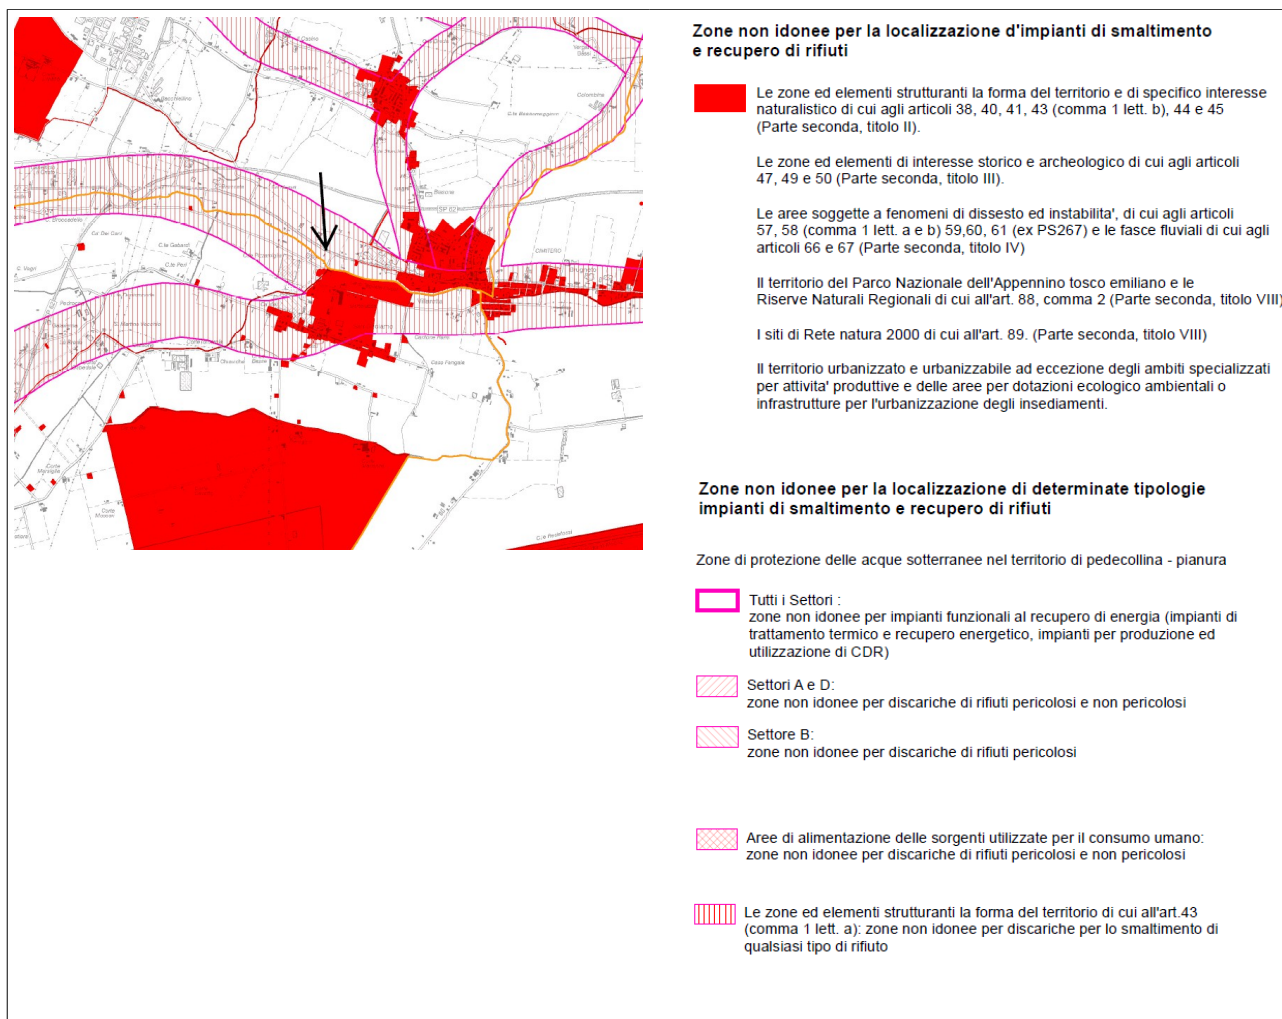 Zone non idonee per la localizzazione d'impianti di smaltimento
e recupero di rifiuti
Le zone ed elementi strutturanti la forma del territorio e di specifico interesse
naturalistico di cui agli articoli 38, 40, 41, 43 (comma 1 lett. b), 44 e 45
(Parte seconda, titolo II).
Le zone ed elementi di interesse storico e archeologico di cui agli articoli
47, 49 e 50 (Parte seconda, titolo III).
Le aree soggette a fenomeni di dissesto ed instabilita', di cui agli articoli
57, 58 (comma 1 lett. a e b) 59,60, 61 (ex PS267) e le fasce fluviali di cui agli
articoli 66 e 67 (Parte seconda, titolo IV)
Il territorio del Parco Nazionale dell'Appennino tosco emiliano e le
Riserve Naturali Regionali di cui all'art. 88, comma 2 (Parte seconda, titolo VIII)
I siti di Rete natura 2000 di cui all'art. 89. (Parte seconda, titolo VIII)
Il territorio urbanizzato e urbanizzabile ad eccezione degli ambiti specializzati
per attivita' produttive e delle aree per dotazioni ecologico ambientali o
infrastrutture per l'urbanizzazione degli insediamenti.
Zone non idonee per la localizzazione di determinate tipologie
impianti di smaltimento e recupero di rifiuti
Zone di protezione delle acque sotterranee nel territorio di pedecollina - pianura
Tutti i Settori :
zone non idonee per impianti funzionali al recupero di energia (impianti di
trattamento termico e recupero energetico, impianti per produzione ed
utilizzazione di CDR)
Settori A e D:
zone non idonee per discariche di rifiuti pericolosi e non pericolosi
Settore B:
zone non idonee per discariche di rifiuti pericolosi
Aree di alimentazione delle sorgenti utilizzate per il consumo umano:
zone non idonee per discariche di rifiuti pericolosi e non pericolosi
Le zone ed elementi strutturanti la forma del territorio di cui all'art.43
(comma 1 lett. a): zone non idonee per discariche per lo smaltimento di
qualsiasi tipo di rifiuto